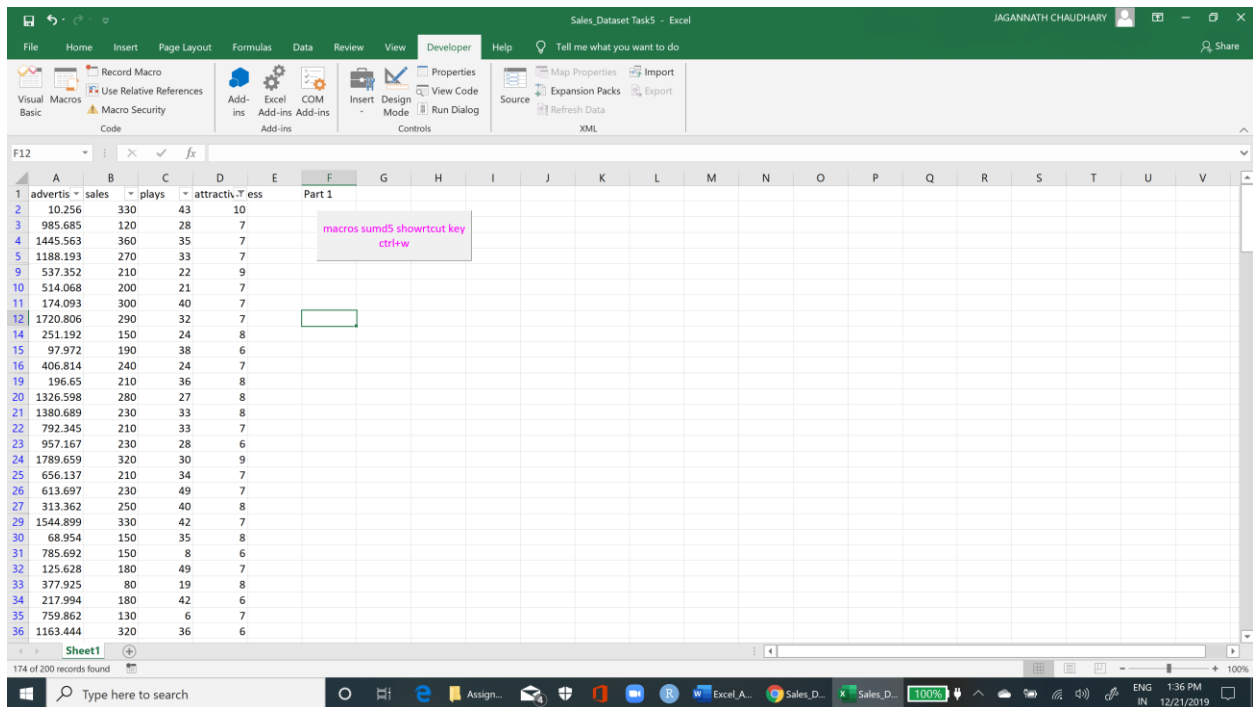 Sales_Dataset Task5 - Excel
JAGANNATH CHAUDHARY
File Home Insert Page Layout Formulas Data Review View Developer Help Tell me what you want to do Share
Visual Basic
Macros
Record Macro
Use Relative References
Macro Security
Code
Add-ins
Excel Add-ins
COM Add-ins
Add-ins
Insert
Design Mode
Properties
View Code
Run Dialog
Controls
Source
Map Properties
Expansion Packs
Refresh Data
Import
Export
XML
F12 fx
A B C D E F G H I J K L M N O P Q R S T U V
1 advertis sales plays attractiv ess Part 1
2 10.256 330 43 10
3 985.685 120 28 7
4 1445.563 360 35 7
5 1188.193 270 33 7
9 537.352 210 22 9
10 514.068 200 21 7
11 174.093 300 40 7
12 1720.806 290 32 7
14 251.192 150 24 8
15 97.972 190 38 6
16 406.814 240 24 7
19 196.65 210 36 8
20 1326.598 280 27 8
21 1380.689 230 33 8
22 792.345 210 33 7
23 957.167 230 28 6
24 1789.659 320 30 9
25 656.137 210 34 7
26 613.697 230 49 7
27 313.362 250 40 8
29 1544.899 330 42 7
30 68.954 150 35 8
31 785.692 150 8 6
32 125.628 180 49 7
33 377.925 80 19 8
34 217.994 180 42 6
35 759.862 130 6 7
36 1163.444 320 36 6
macros sumd5 showrtcut key
ctrl+w
Sheet1
174 of 200 records found
100%
Type here to search
Assign...
4
R
Excel_A...
Sales_D...
Sales_D...
100%
ENG
IN
1:36 PM
12/21/2019